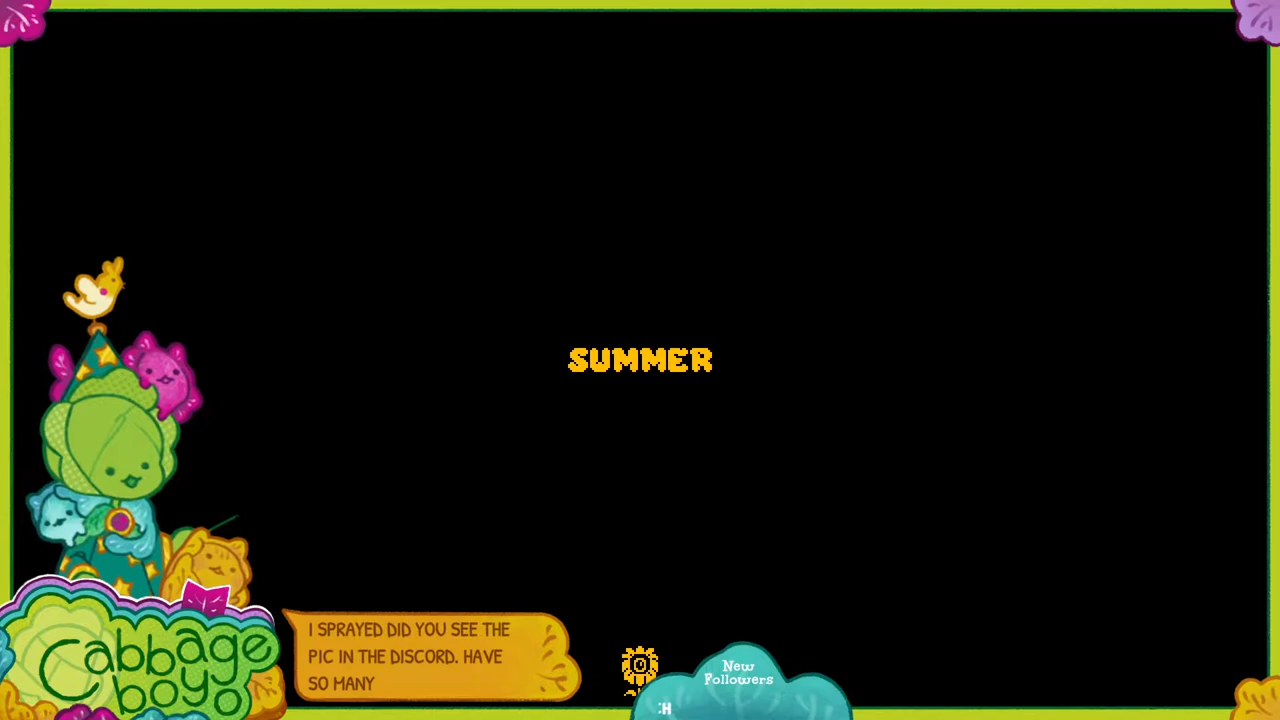 SUMMER
I SPRAYED DID YOU SEE THE
PIC IN THE DISCORD. HAVE
SO MANY
Cabbage
boyo
New
Followers